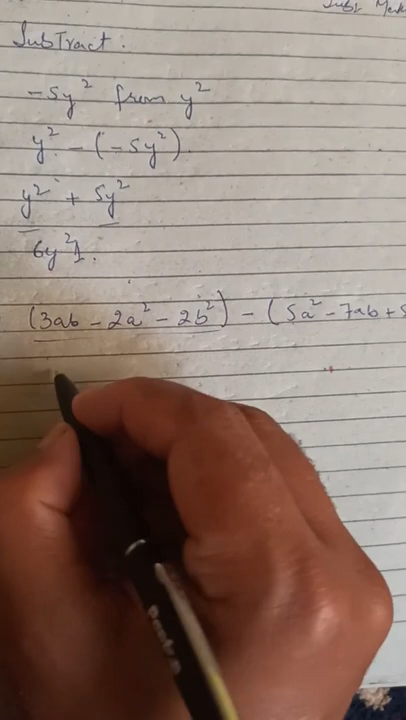 Subtract.
-5y² from y²
y² - (-5y²)
y² + 5y²
6y²
(3ab - 2a² - 2b²) - (5a² - 7ab +